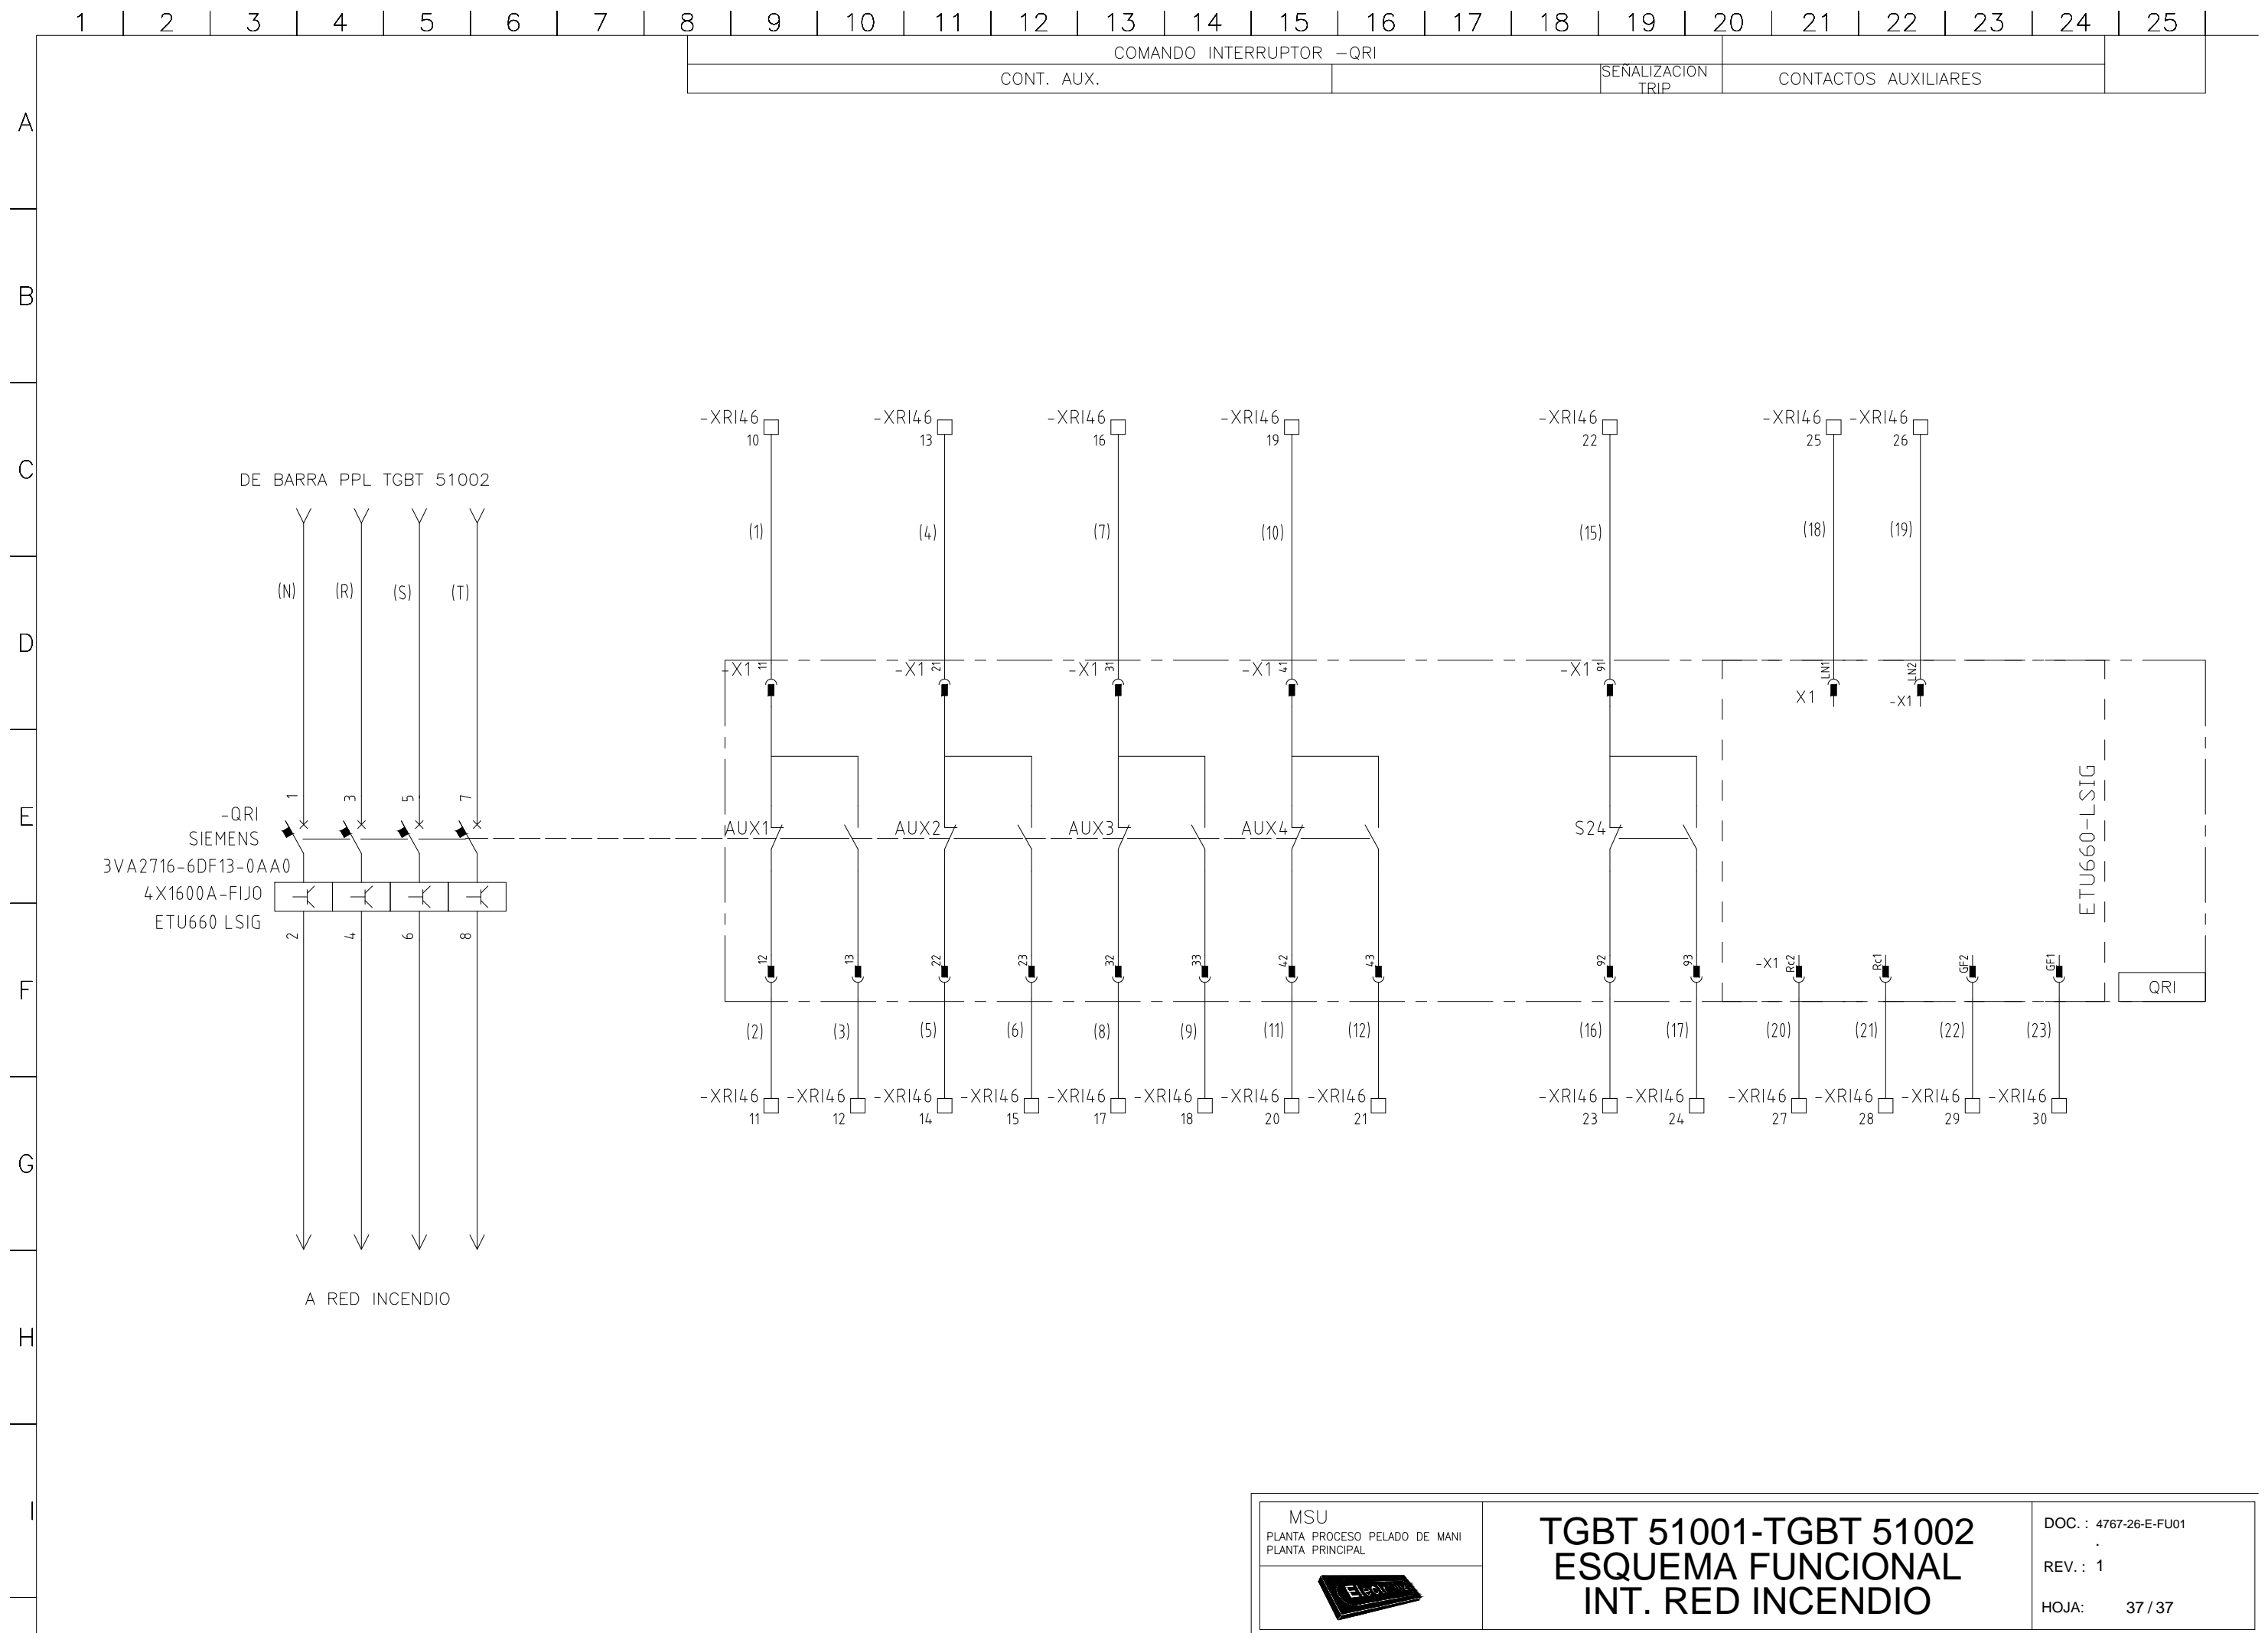 1 2 3 4 5 6 7 8 9 10 11 12 13 14 15 16 17 18 19 20 21 22 23 24 25
COMANDO INTERRUPTOR -QRI
CONT. AUX.
SEÑALIZACION
TRIP
CONTACTOS AUXILIARES
A
B
C
D
E
F
G
H
I
DE BARRA PPL TGBT 51002
(N) (R) (S) (T)
1 3 5 7
-QRI
SIEMENS
3VA2716-6DF13-0AA0
4X1600A-FIJO
ETU660 LSIG
2 4 6 8
A RED INCENDIO
-XRI46 -XRI46 -XRI46 -XRI46 -XRI46 -XRI46 -XRI46
10 13 16 19 22 25 26
(1) (4) (7) (10) (15) (18) (19)
-X1 11 -X1 21 -X1 31 -X1 41 -X1 91 X1 LN1 -X1 LN2
AUX1 AUX2 AUX3 AUX4 S24
ETU660-LSIG
12 13 22 23 32 33 42 43 92 93 -X1 Rc2 Rc1 GF2 GF1
QRI
(2) (3) (5) (6) (8) (9) (11) (12) (16) (17) (20) (21) (22) (23)
-XRI46 -XRI46 -XRI46 -XRI46 -XRI46 -XRI46 -XRI46 -XRI46 -XRI46 -XRI46 -XRI46 -XRI46 -XRI46 -XRI46
11 12 14 15 17 18 20 21 23 24 27 28 29 30
MSU
PLANTA PROCESO PELADO DE MANI
PLANTA PRINCIPAL
TGBT 51001-TGBT 51002
ESQUEMA FUNCIONAL
INT. RED INCENDIO
DOC. : 4767-26-E-FU01
.
REV. : 1
HOJA: 37 / 37